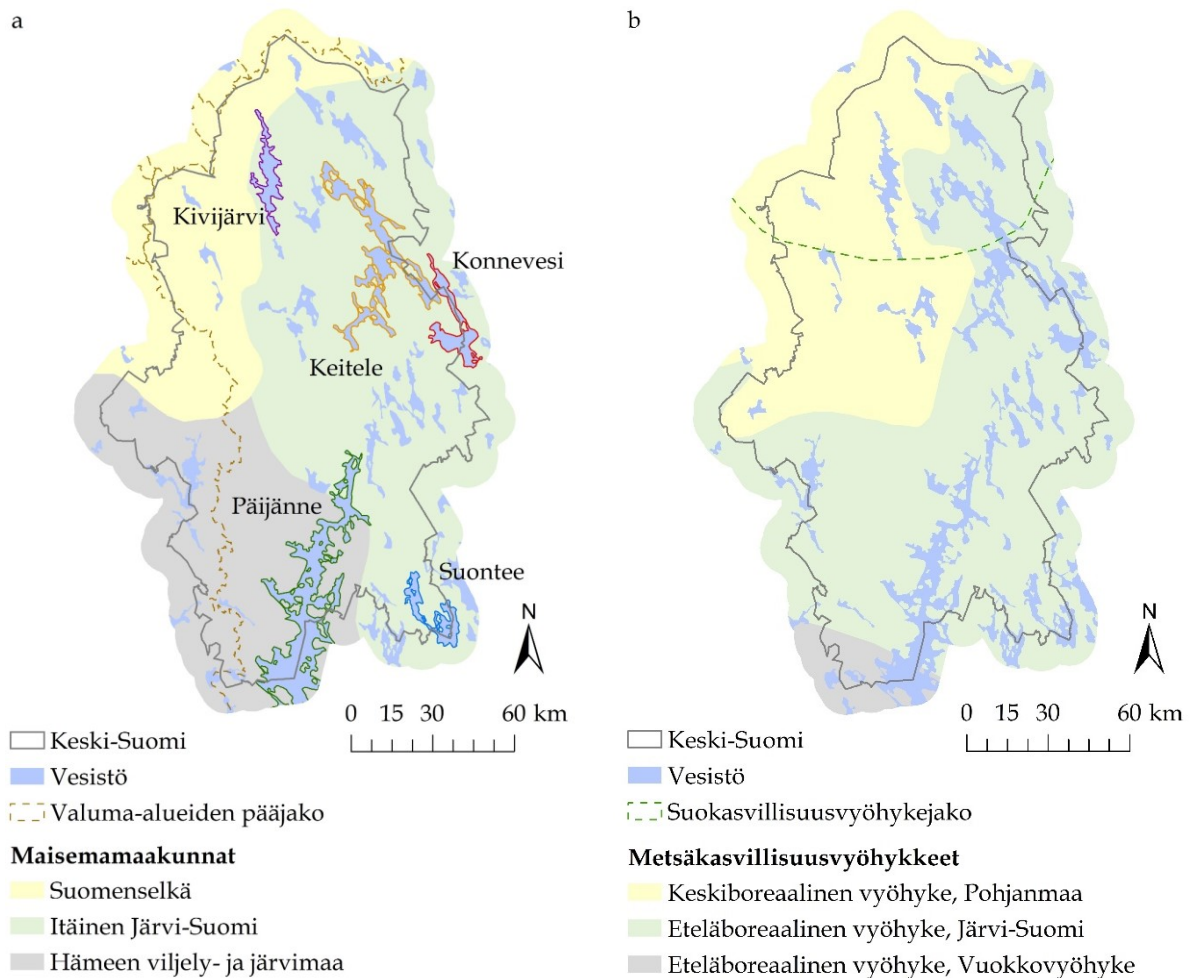 a
Kivijärvi
Konnevesi
Keitele
Päijänne
Suontee
N
0 15 30 60 km
Keski-Suomi
Vesistö
Valuma-alueiden pääjako
Maisemamaakunnat
Suomenselkä
Itäinen Järvi-Suomi
Hämeen viljely- ja järvimaa
b
N
0 15 30 60 km
Keski-Suomi
Vesistö
Suokasvillisuusvyöhykejako
Metsäkasvillisuusvyöhykkeet
Keskiboreaalinen vyöhyke, Pohjanmaa
Eteläboreaalinen vyöhyke, Järvi-Suomi
Eteläboreaalinen vyöhyke, Vuokkovyöhyke